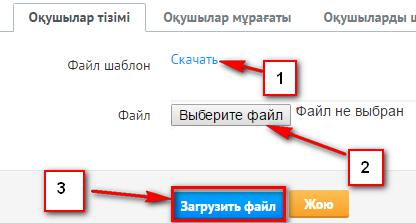 Оқушылар тізімі Оқушылар мұрағаты Оқушыларды
Файл шаблон Скачать
1
Файл Выберите файл Файл не выбран
2
3 Загрузить файл Жою